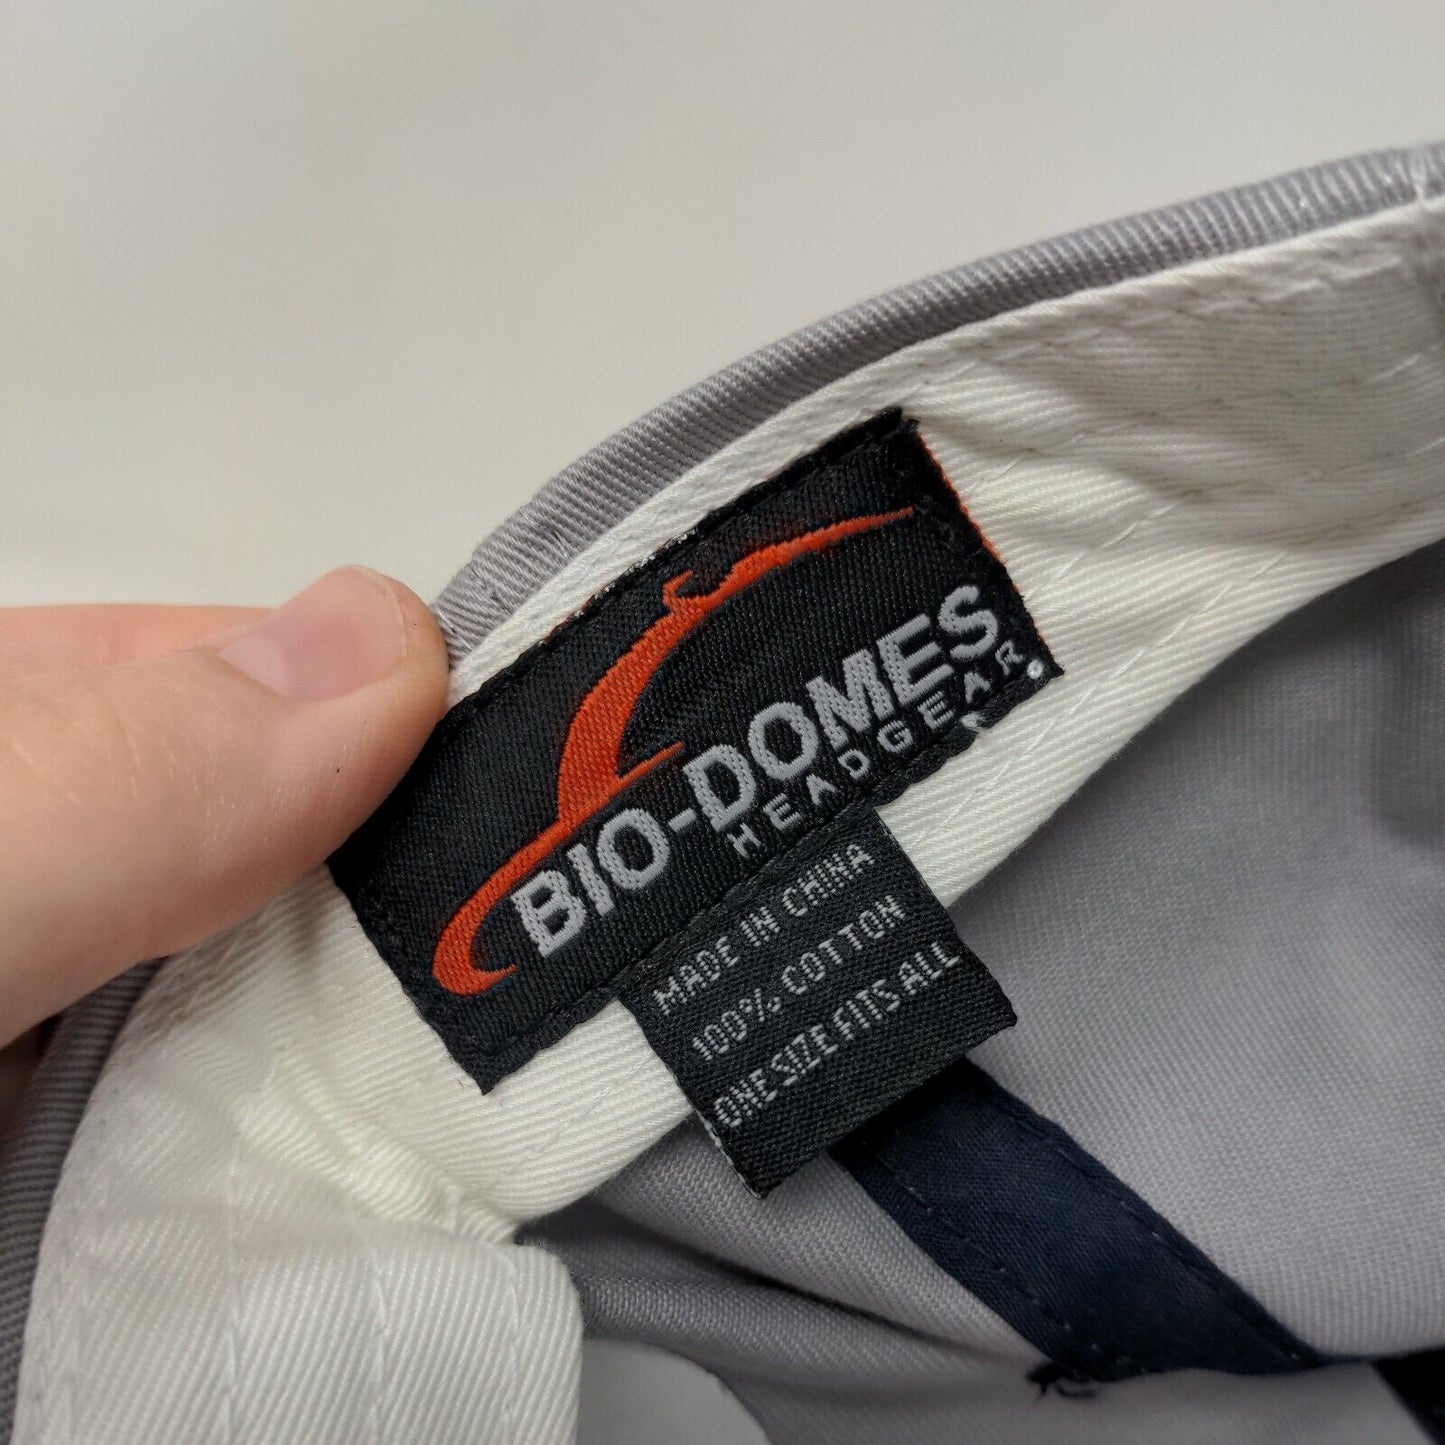 BIO-DOMES
HEADGEAR
MADE IN CHINA
100% COTTON
ONE SIZE FITS ALL